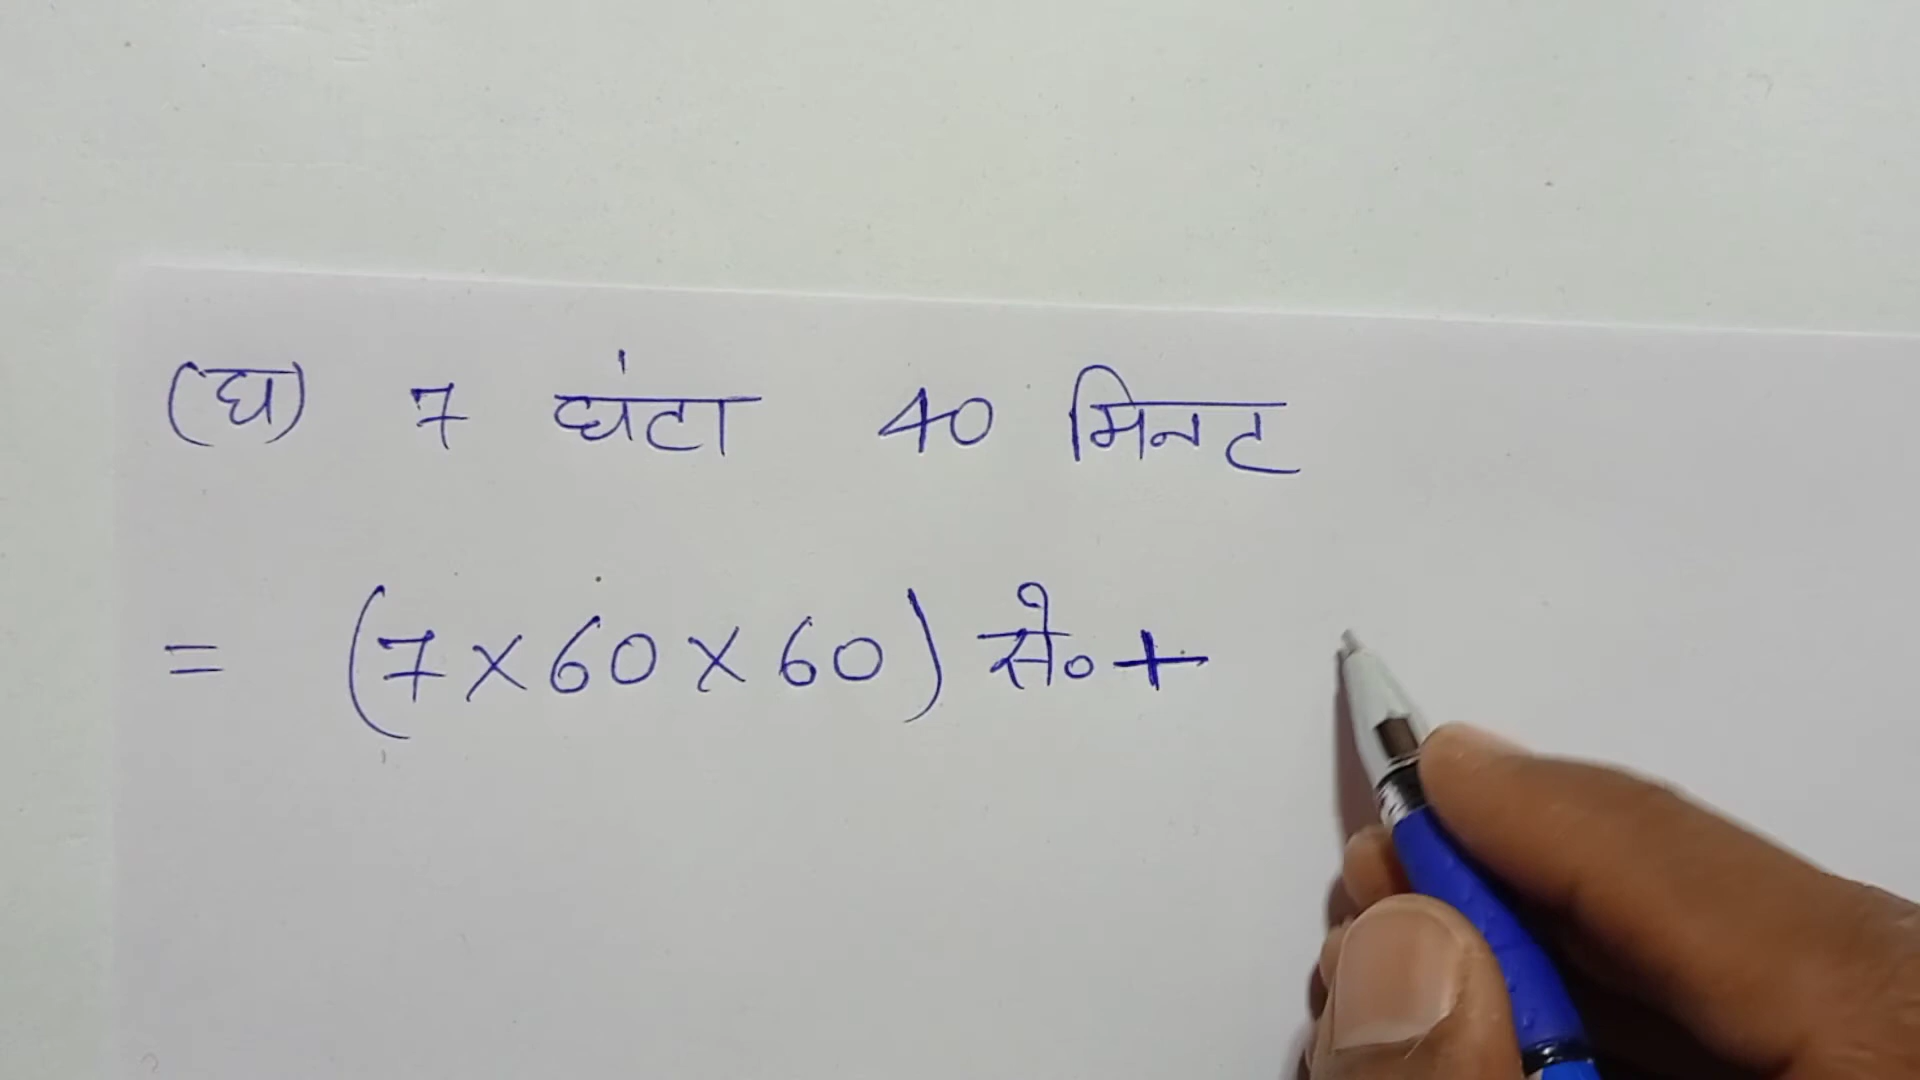 (घ) 7 घंटा 40 मिनट
= (7×60×60) से० +